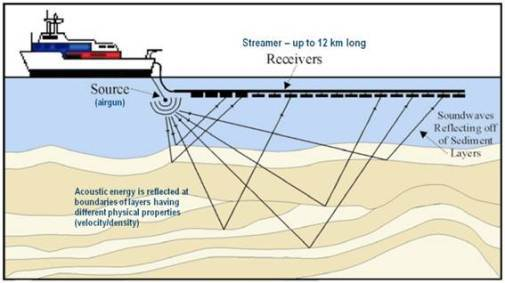 Streamer – up to 12 km long
Receivers
Source
(airgun)
Soundwaves
Reflecting off
of Sediment
Layers
Acoustic energy is reflected at
boundaries of layers having
different physical properties
(velocity/density)